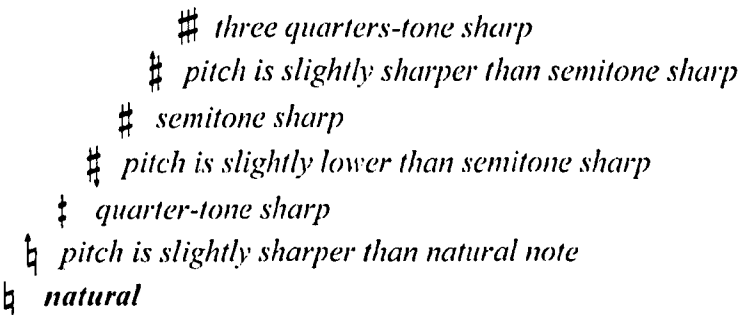 three quarters-tone sharp
pitch is slightly sharper than semitone sharp
♯ semitone sharp
pitch is slightly lower than semitone sharp
quarter-tone sharp
pitch is slightly sharper than natural note
♮ natural